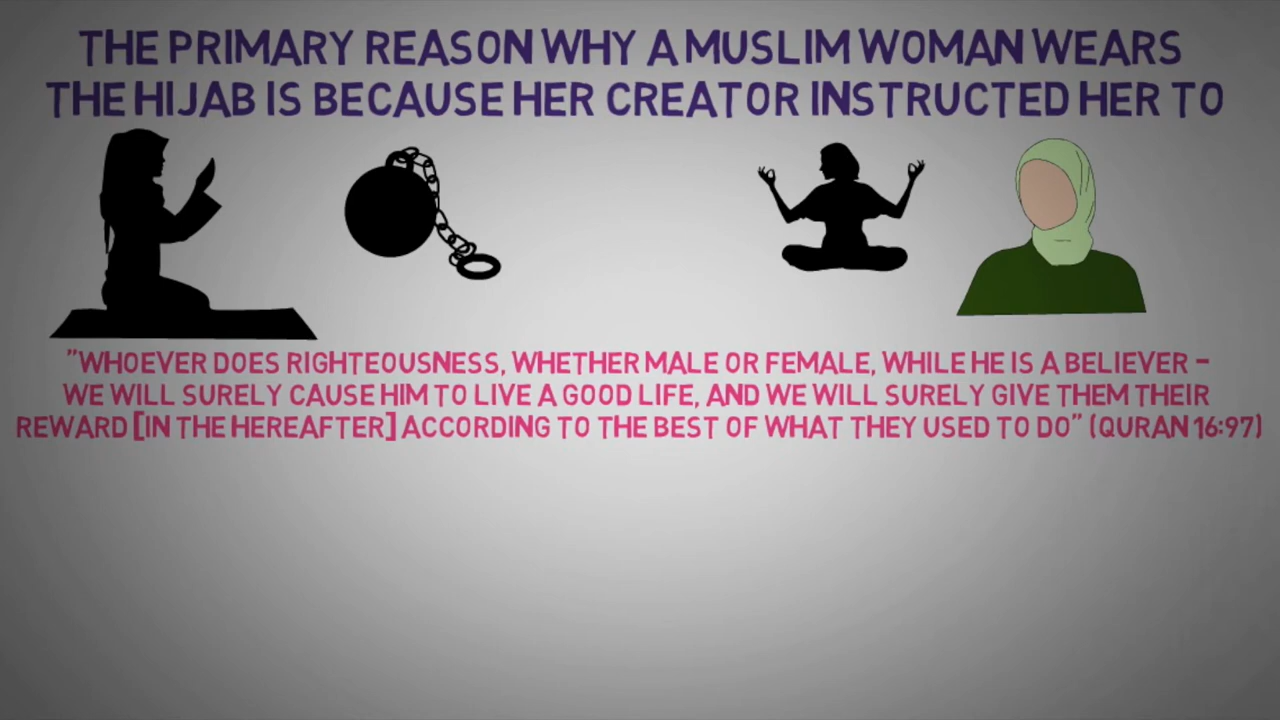 THE PRIMARY REASON WHY A MUSLIM WOMAN WEARS
THE HIJAB IS BECAUSE HER CREATOR INSTRUCTED HER TO
"WHOEVER DOES RIGHTEOUSNESS, WHETHER MALE OR FEMALE, WHILE HE IS A BELIEVER –
WE WILL SURELY CAUSE HIM TO LIVE A GOOD LIFE, AND WE WILL SURELY GIVE THEM THEIR
REWARD [IN THE HEREAFTER] ACCORDING TO THE BEST OF WHAT THEY USED TO DO" (QURAN 16:97)